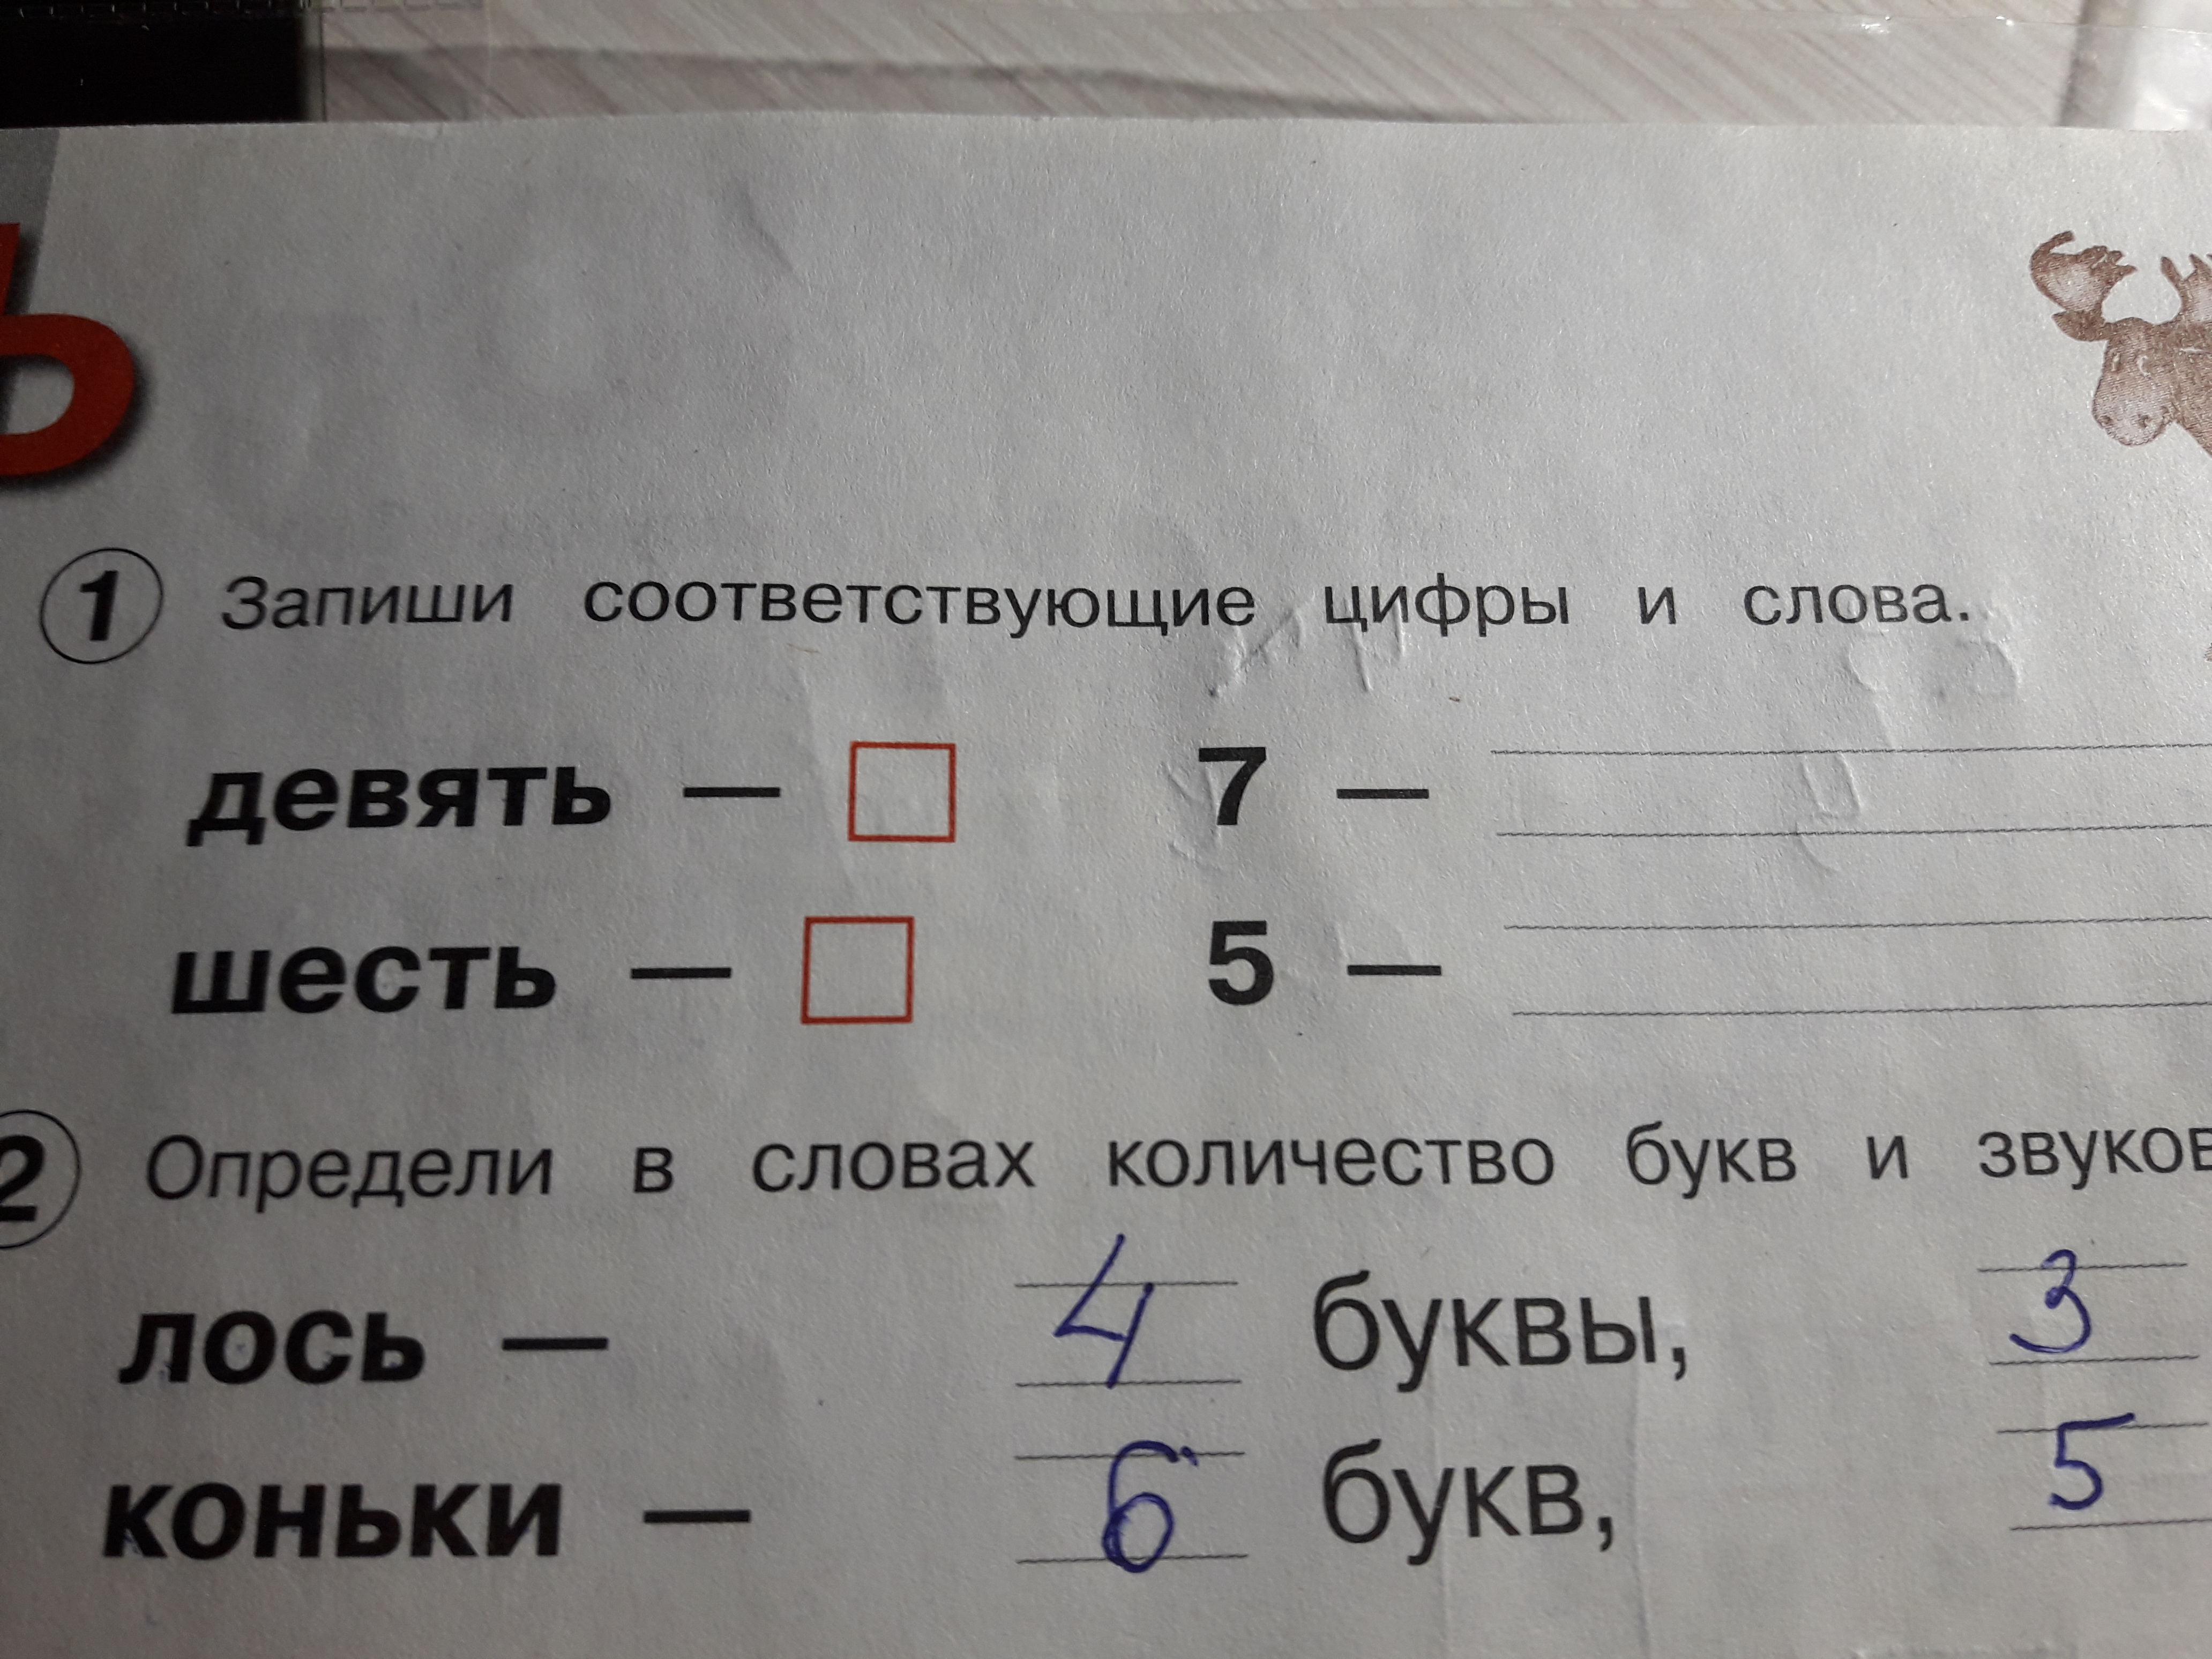 Ь
1 Запиши соответствующие цифры и слова.
девять — 7 —
шесть — 5 —
2 Определи в словах количество букв и звуков
лось — 4 буквы, 3
коньки — 6 букв, 5